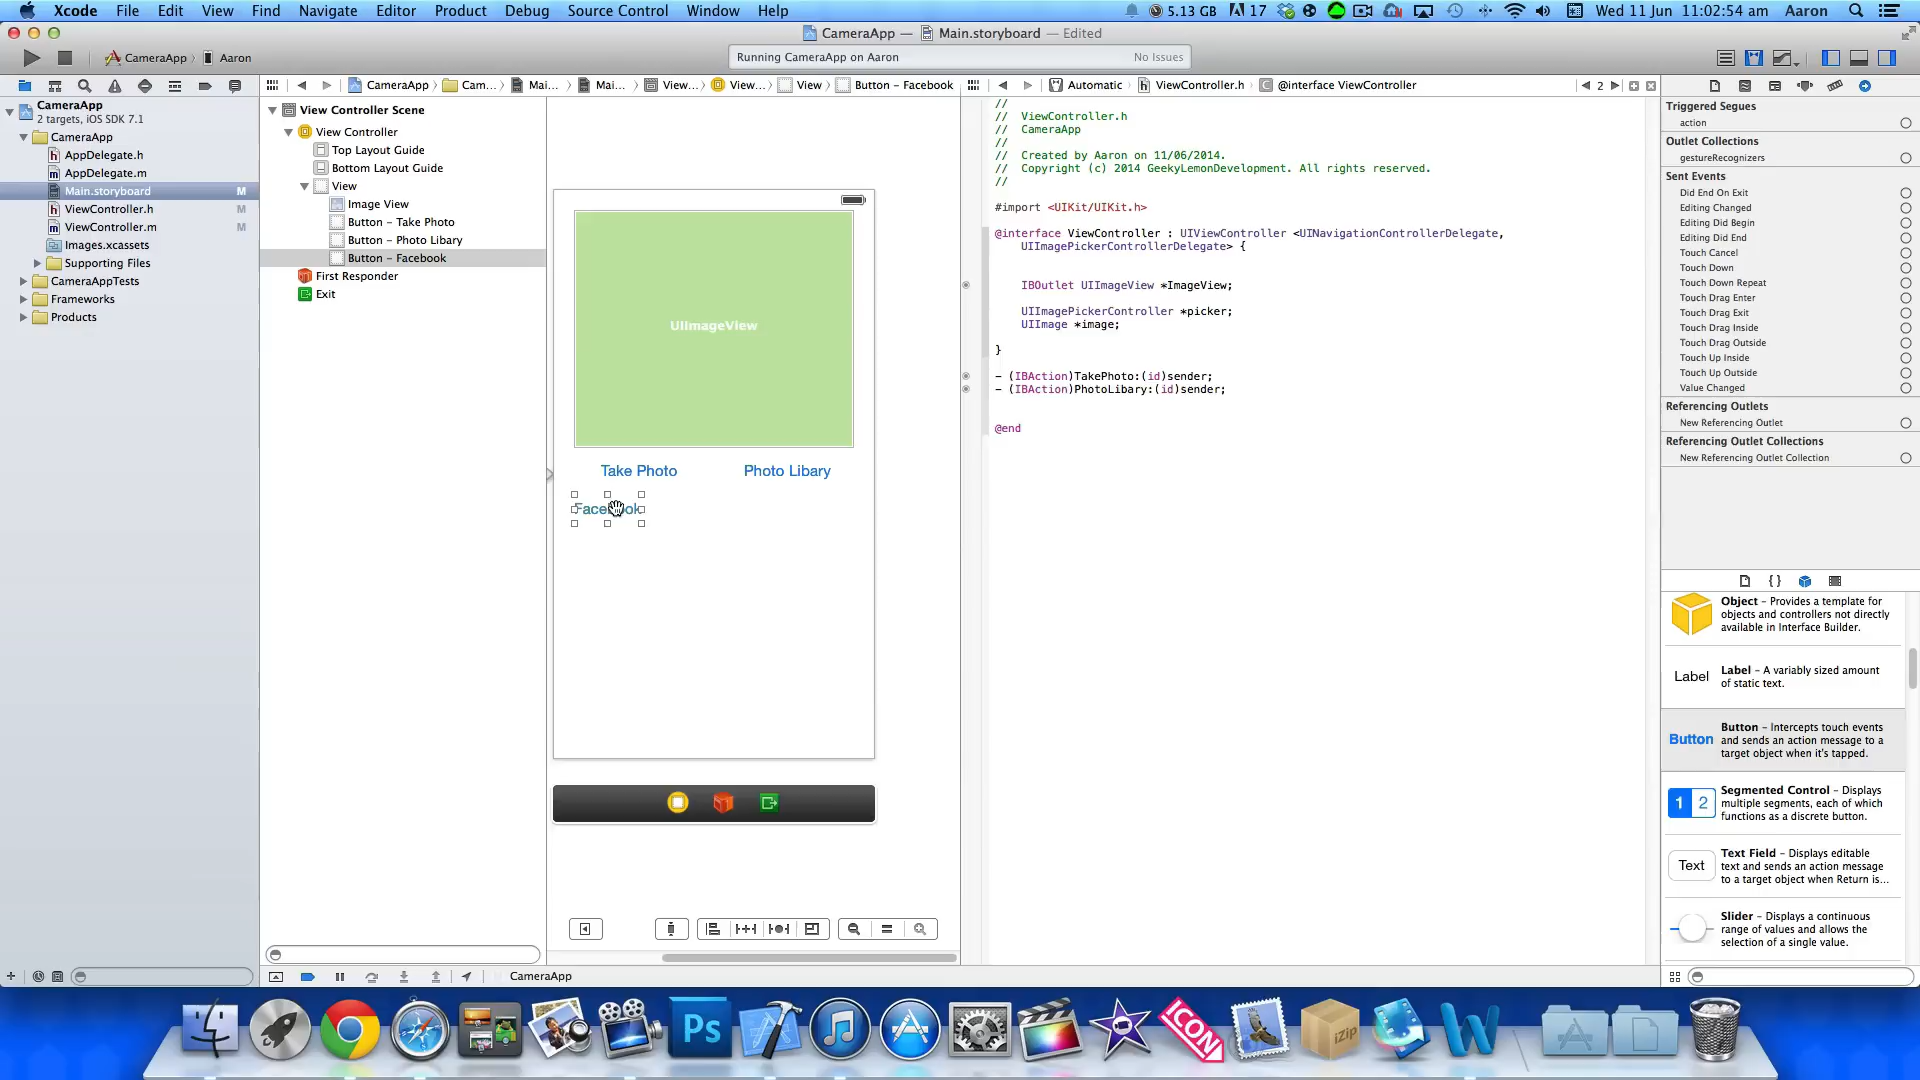 Xcode File Edit View Find Navigate Editor Product Debug Source Control Window Help 5.13 GB 17 Wed 11 Jun 11:02:54 am Aaron
CameraApp — Main.storyboard — Edited
CameraApp Aaron Running CameraApp on Aaron No Issues
CameraApp Cam... Mai... Mai... View... View... View Button - Facebook Automatic ViewController.h @interface ViewController 2
CameraApp
2 targets, iOS SDK 7.1
CameraApp
AppDelegate.h
AppDelegate.m
Main.storyboard M
ViewController.h M
ViewController.m M
Images.xcassets
Supporting Files
CameraAppTests
Frameworks
Products
View Controller Scene
View Controller
Top Layout Guide
Bottom Layout Guide
View
Image View
Button - Take Photo
Button - Photo Libary
Button - Facebook
First Responder
Exit
UIImageView
Take Photo Photo Libary
Facebook
//
// ViewController.h
// CameraApp
//
// Created by Aaron on 11/06/2014.
// Copyright (c) 2014 GeekyLemonDevelopment. All rights reserved.
//
#import <UIKit/UIKit.h>
@interface ViewController : UIViewController <UINavigationControllerDelegate,
UIImagePickerControllerDelegate> {
IBOutlet UIImageView *ImageView;
UIImagePickerController *picker;
UIImage *image;
}
- (IBAction)TakePhoto:(id)sender;
- (IBAction)PhotoLibary:(id)sender;
@end
Triggered Segues
action
Outlet Collections
gestureRecognizers
Sent Events
Did End On Exit
Editing Changed
Editing Did Begin
Editing Did End
Touch Cancel
Touch Down
Touch Down Repeat
Touch Drag Enter
Touch Drag Exit
Touch Drag Inside
Touch Drag Outside
Touch Up Inside
Touch Up Outside
Value Changed
Referencing Outlets
New Referencing Outlet
Referencing Outlet Collections
New Referencing Outlet Collection
{ }
Object - Provides a template for
objects and controllers not directly
available in Interface Builder.
Label
Label - A variably sized amount
of static text.
Button
Button - Intercepts touch events
and sends an action message to a
target object when it's tapped.
1 2
Segmented Control - Displays
multiple segments, each of which
functions as a discrete button.
Text
Text Field - Displays editable
text and sends an action message
to a target object when Return is...
Slider - Displays a continuous
range of values and allows the
selection of a single value.
CameraApp
Ps
ICON
iZip
W